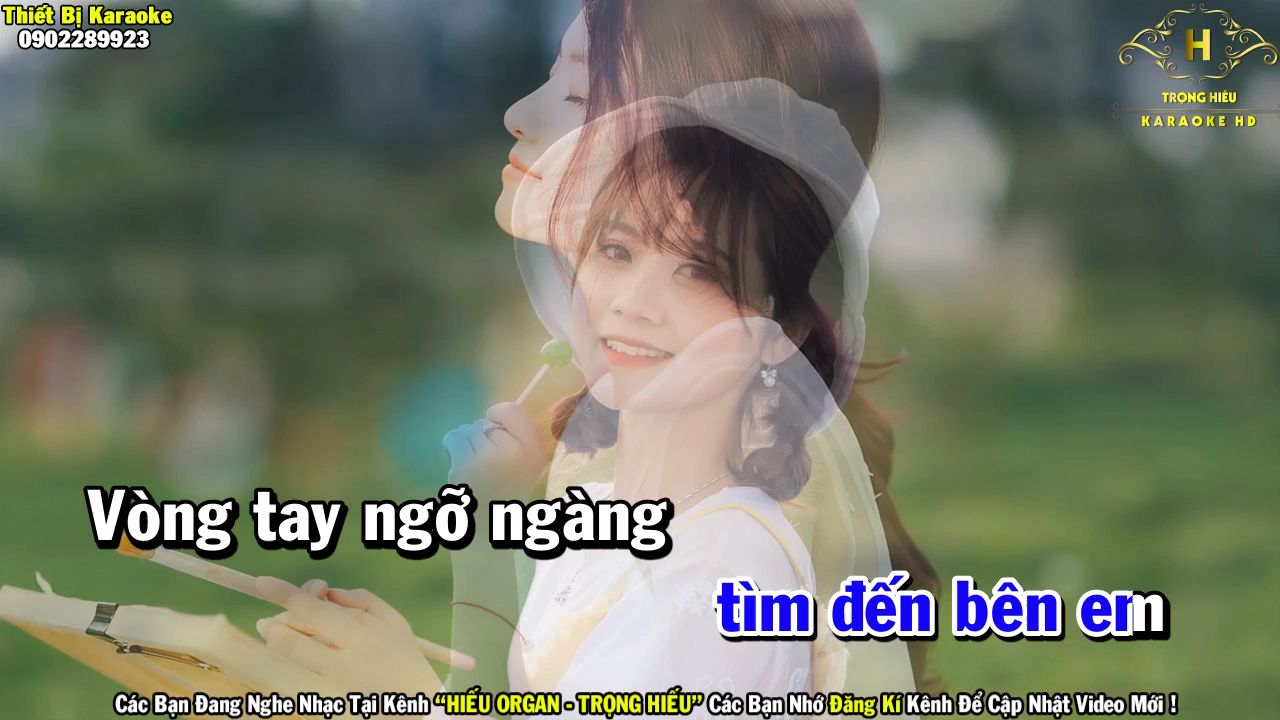 Thiết Bị Karaoke
0902289923
H
TRỌNG HIẾU
KARAOKE HD
Vòng tay ngỡ ngàng
tìm đến bên em
Các Bạn Đang Nghe Nhạc Tại Kênh “HIẾU ORGAN - TRỌNG HIẾU” Các Bạn Nhớ Đăng Kí Kênh Để Cập Nhật Video Mới !